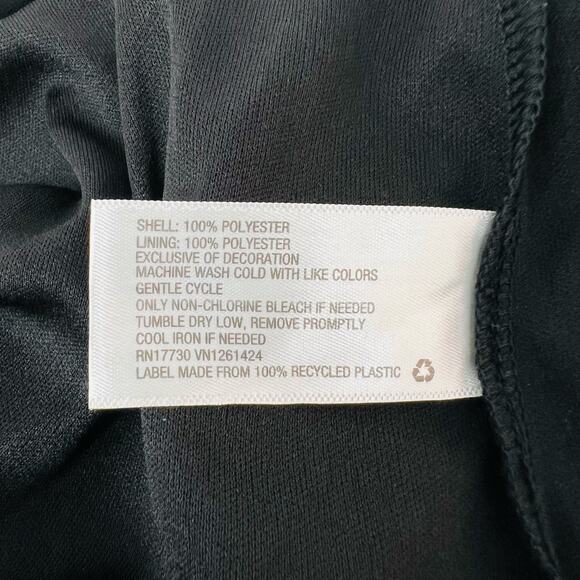 SHELL: 100% POLYESTER
LINING: 100% POLYESTER
EXCLUSIVE OF DECORATION
MACHINE WASH COLD WITH LIKE COLORS
GENTLE CYCLE
ONLY NON-CHLORINE BLEACH IF NEEDED
TUMBLE DRY LOW, REMOVE PROMPTLY
COOL IRON IF NEEDED
RN17730 VN1261424
LABEL MADE FROM 100% RECYCLED PLASTIC